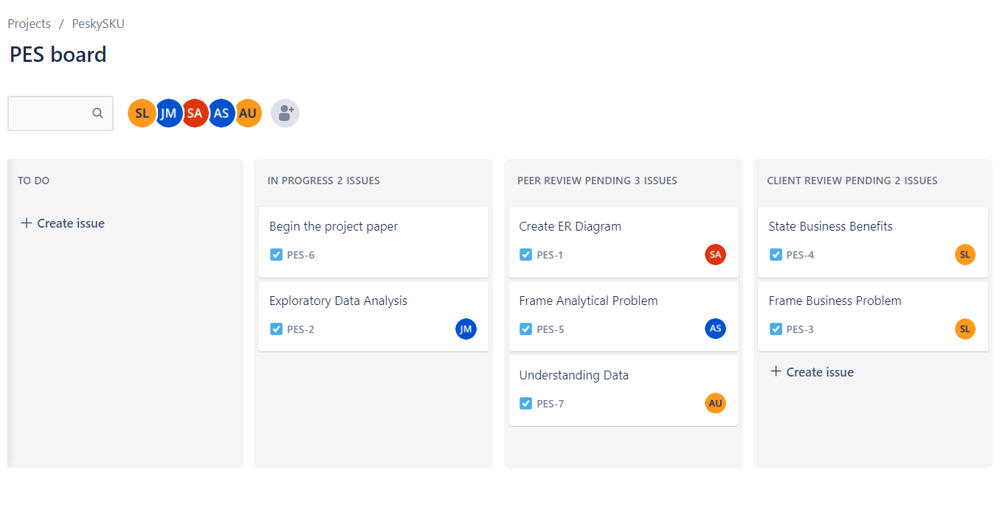 Projects / PeskySKU
PES board
SL JM SA AS AU
TO DO
+ Create issue
IN PROGRESS 2 ISSUES
Begin the project paper
PES-6
Exploratory Data Analysis
PES-2 JM
PEER REVIEW PENDING 3 ISSUES
Create ER Diagram
PES-1 SA
Frame Analytical Problem
PES-5 AS
Understanding Data
PES-7 AU
CLIENT REVIEW PENDING 2 ISSUES
State Business Benefits
PES-4 SL
Frame Business Problem
PES-3 SL
+ Create issue